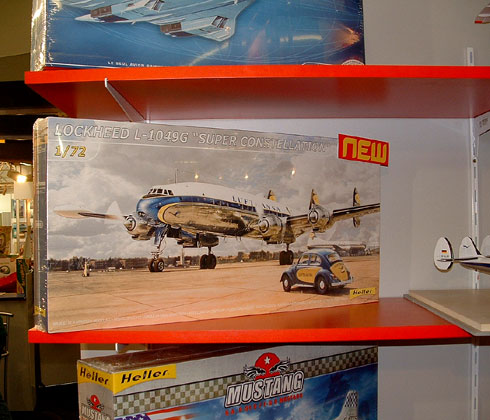 LOCKHEED L-1049G "SUPER CONSTELLATION"
NEW
1/72
Heller
Heller
Heller
MUSTANG